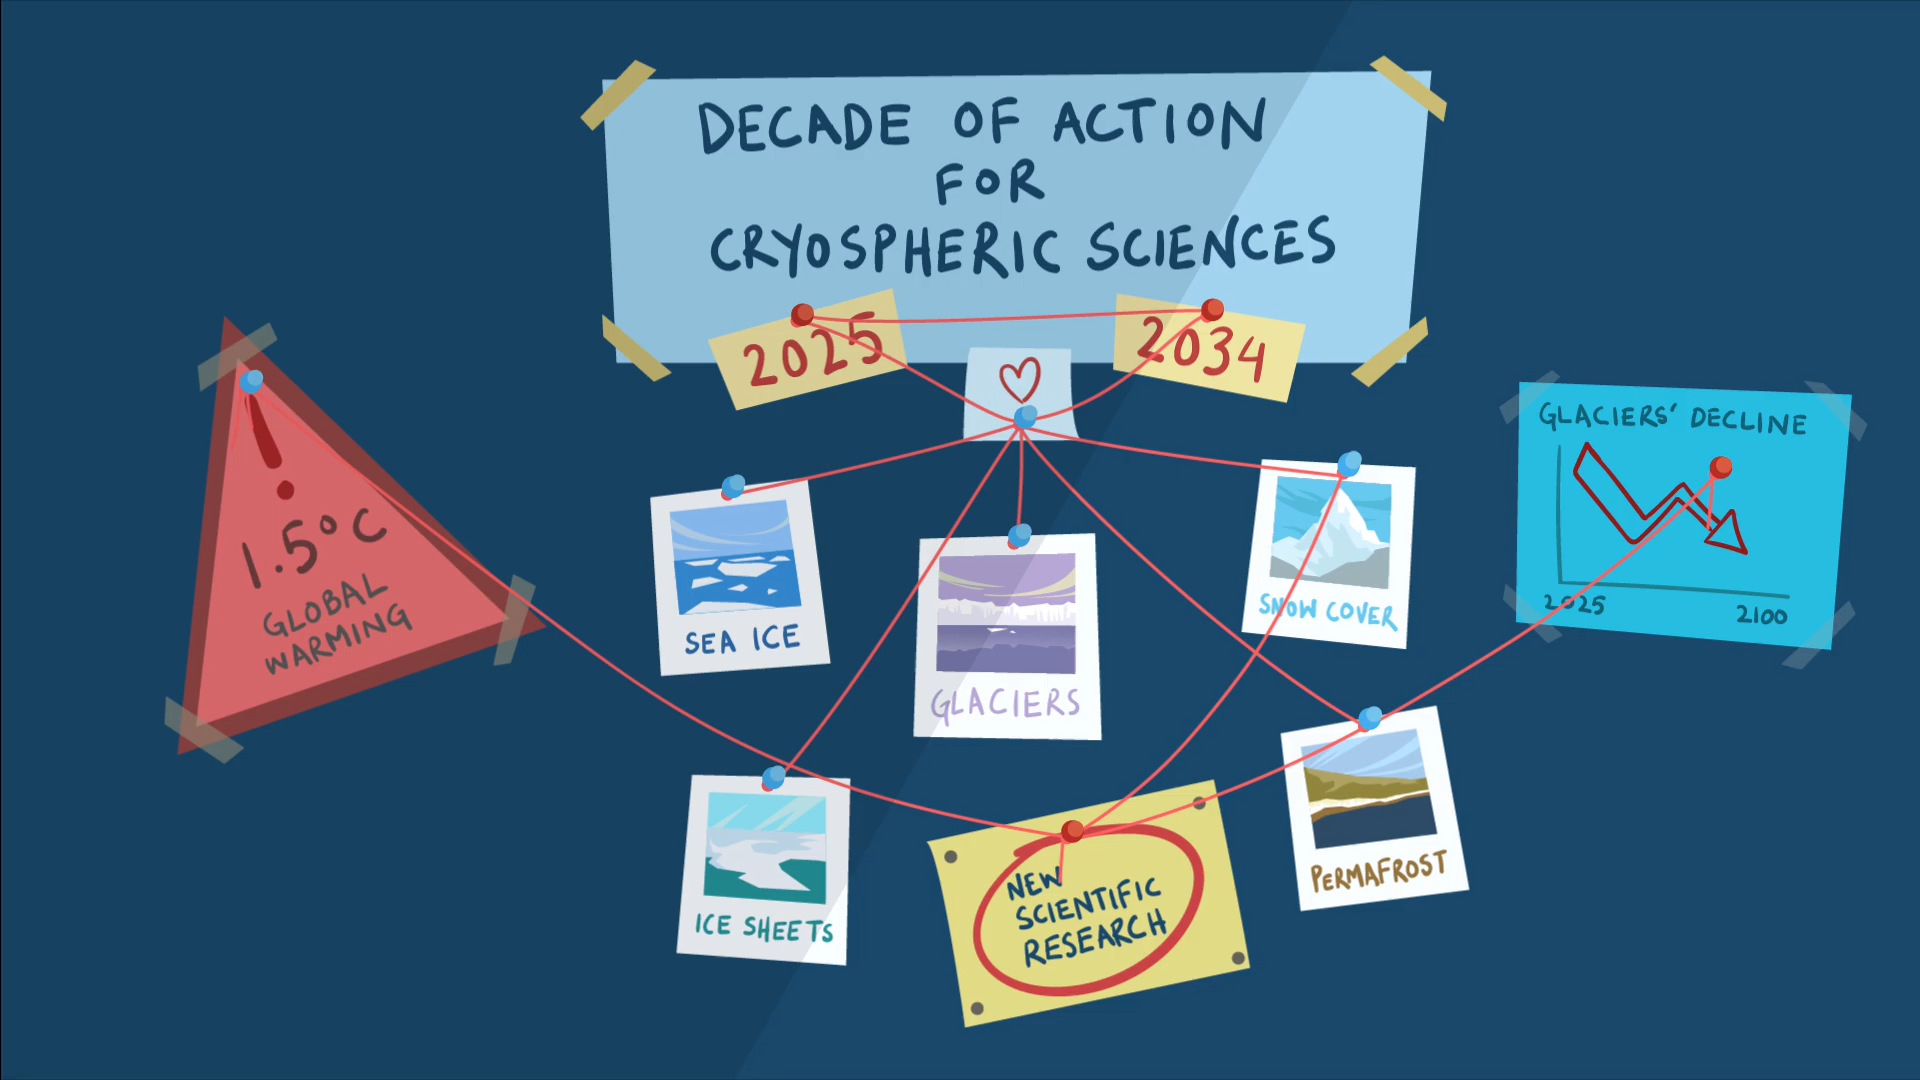 DECADE OF ACTION
FOR
CRYOSPHERIC SCIENCES
2025
2034
1.5°C
GLOBAL
WARMING
SEA ICE
GLACIERS
SNOW COVER
GLACIERS' DECLINE
2025
2100
ICE SHEETS
NEW
SCIENTIFIC
RESEARCH
PERMAFROST